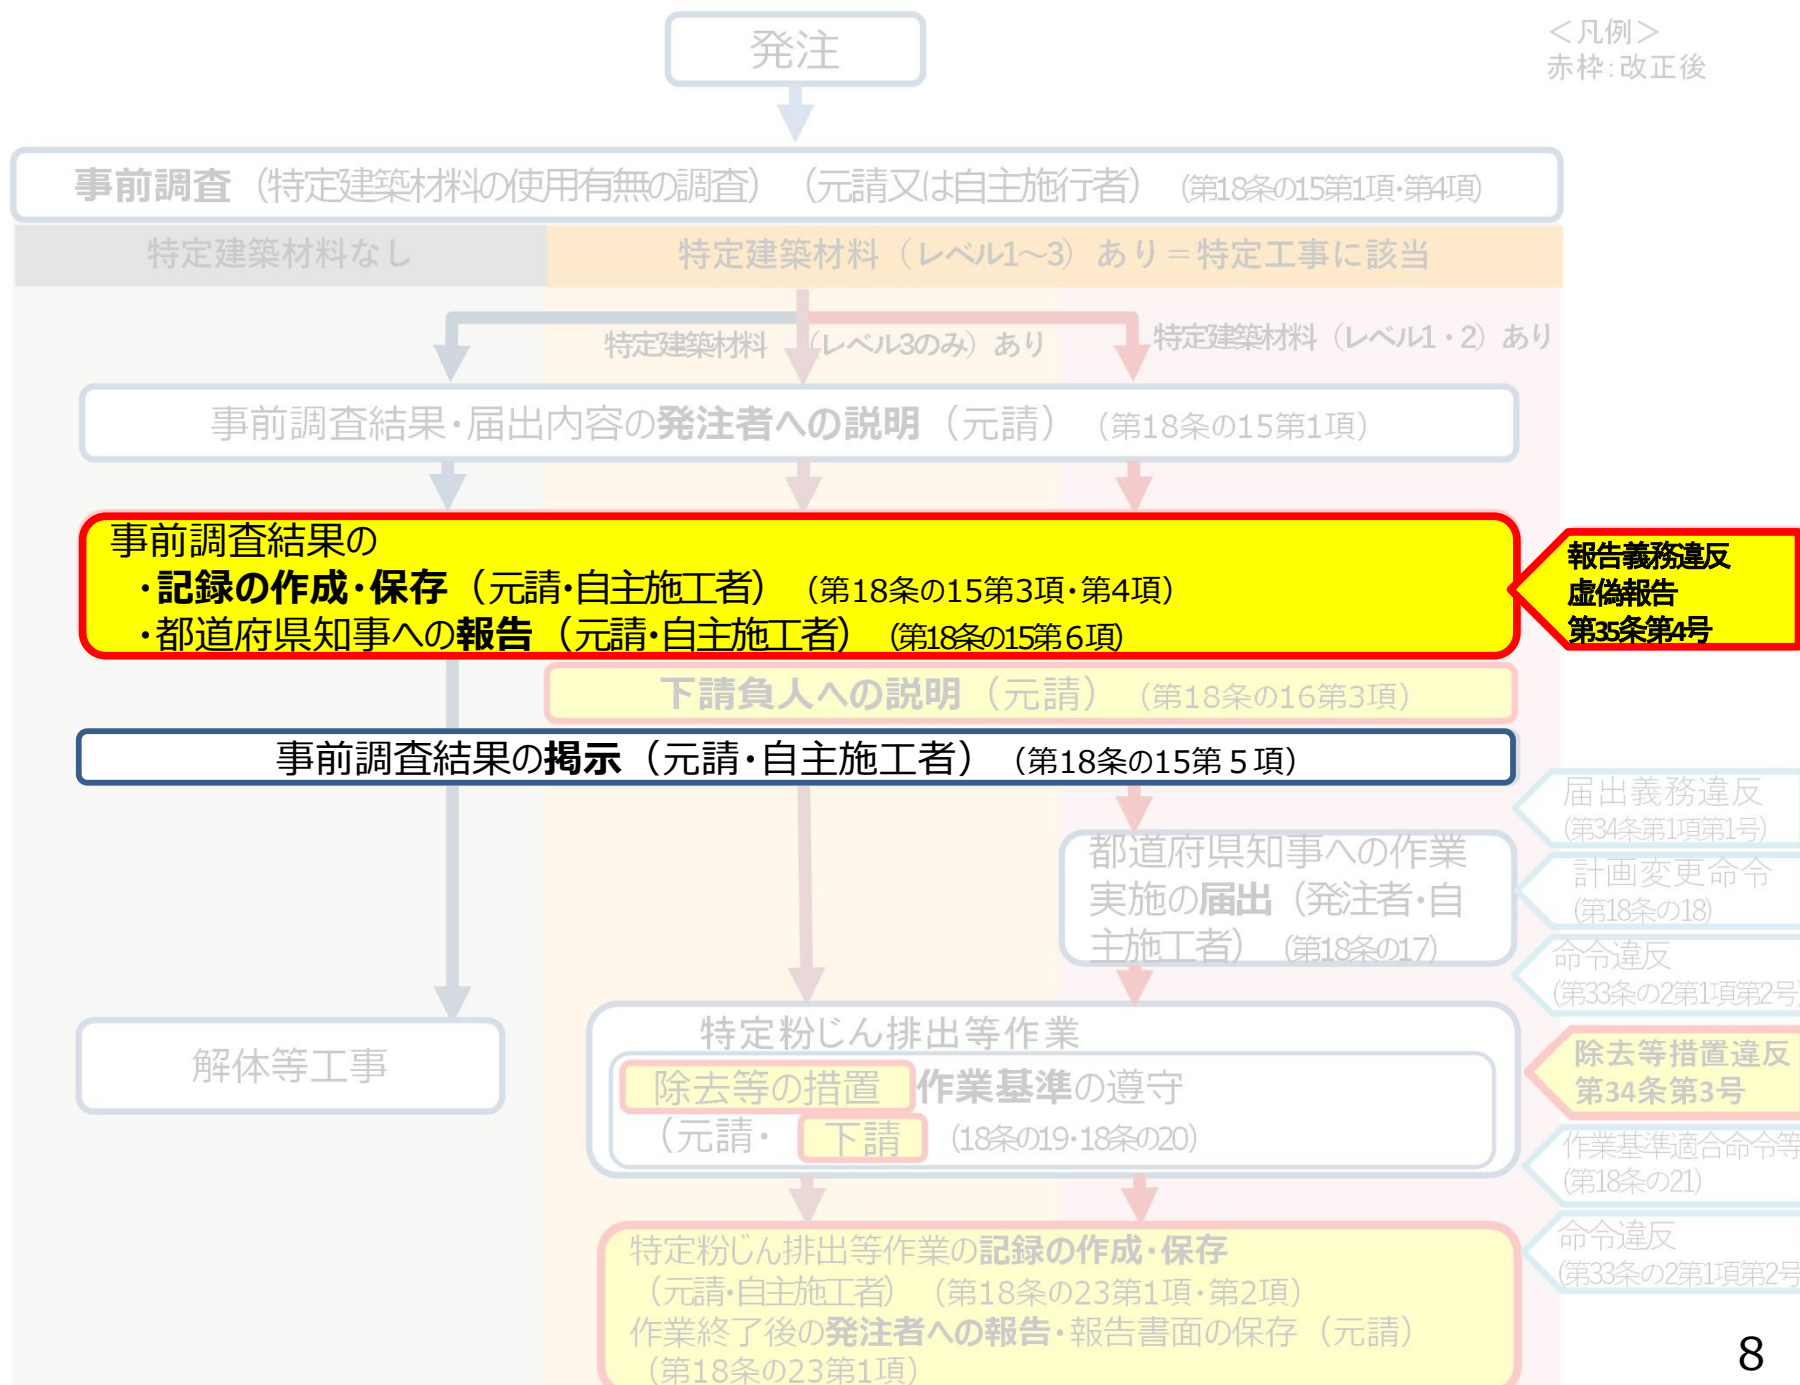 発注
<凡例>
赤枠:改正後
事前調査（特定建築材料の使用有無の調査）（元請又は自主施行者）（第18条の15第1項・第4項）
特定建築材料なし
特定建築材料（レベル1～3）あり＝特定工事に該当
特定建築材料（レベル3のみ）あり
特定建築材料（レベル1・2）あり
事前調査結果・届出内容の発注者への説明（元請）（第18条の15第1項）
事前調査結果の
・記録の作成・保存（元請・自主施工者）（第18条の15第3項・第4項）
・都道府県知事への報告（元請・自主施工者）（第18条の15第６項）
報告義務違反
虚偽報告
第35条第4号
下請負人への説明（元請）（第18条の16第3項）
事前調査結果の掲示（元請・自主施工者）（第18条の15第５項）
都道府県知事への作業
実施の届出（発注者・自
主施工者）（第18条の17）
届出義務違反
(第34条第1項第1号)
計画変更命令
(第18条の18)
命令違反
(第33条の2第1項第2号)
解体等工事
特定粉じん排出等作業
除去等の措置 作業基準の遵守
（元請・下請（18条の19・18条の20）
除去等措置違反
第34条第3号
作業基準適合命令等
(第18条の21)
命令違反
(第33条の2第1項第2号
特定粉じん排出等作業の記録の作成・保存
（元請・自主施工者）（第18条の23第1項・第2項）
作業終了後の発注者への報告・報告書面の保存（元請）
（第18条の23第1項）
8